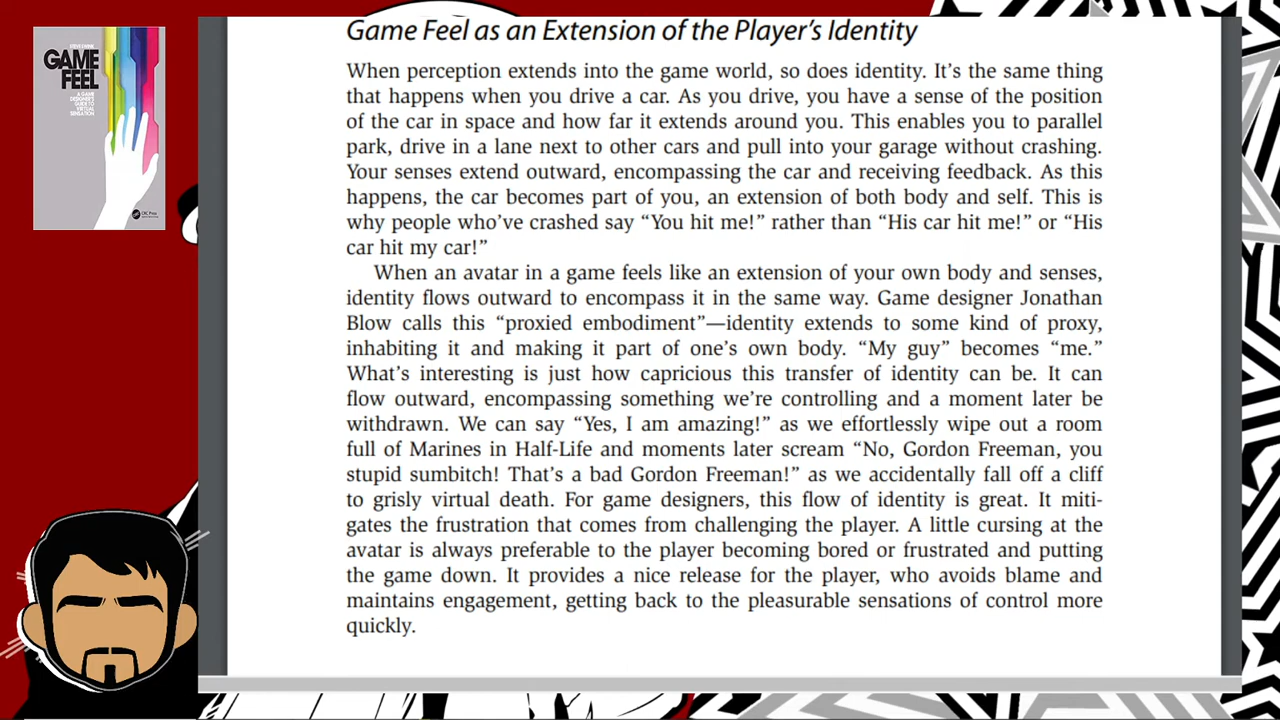 Game Feel as an Extension of the Player's Identity
STEVE SWINK
GAME
FEEL
A GAME
DESIGNER'S
GUIDE TO
VIRTUAL
SENSATION
CRC Press
When perception extends into the game world, so does identity. It's the same thing
that happens when you drive a car. As you drive, you have a sense of the position
of the car in space and how far it extends around you. This enables you to parallel
park, drive in a lane next to other cars and pull into your garage without crashing.
Your senses extend outward, encompassing the car and receiving feedback. As this
happens, the car becomes part of you, an extension of both body and self. This is
why people who've crashed say “You hit me!” rather than “His car hit me!” or “His
car hit my car!”
When an avatar in a game feels like an extension of your own body and senses,
identity flows outward to encompass it in the same way. Game designer Jonathan
Blow calls this “proxied embodiment”—identity extends to some kind of proxy,
inhabiting it and making it part of one's own body. “My guy” becomes “me.”
What's interesting is just how capricious this transfer of identity can be. It can
flow outward, encompassing something we're controlling and a moment later be
withdrawn. We can say “Yes, I am amazing!” as we effortlessly wipe out a room
full of Marines in Half-Life and moments later scream “No, Gordon Freeman, you
stupid sumbitch! That's a bad Gordon Freeman!” as we accidentally fall off a cliff
to grisly virtual death. For game designers, this flow of identity is great. It miti-
gates the frustration that comes from challenging the player. A little cursing at the
avatar is always preferable to the player becoming bored or frustrated and putting
the game down. It provides a nice release for the player, who avoids blame and
maintains engagement, getting back to the pleasurable sensations of control more
quickly.